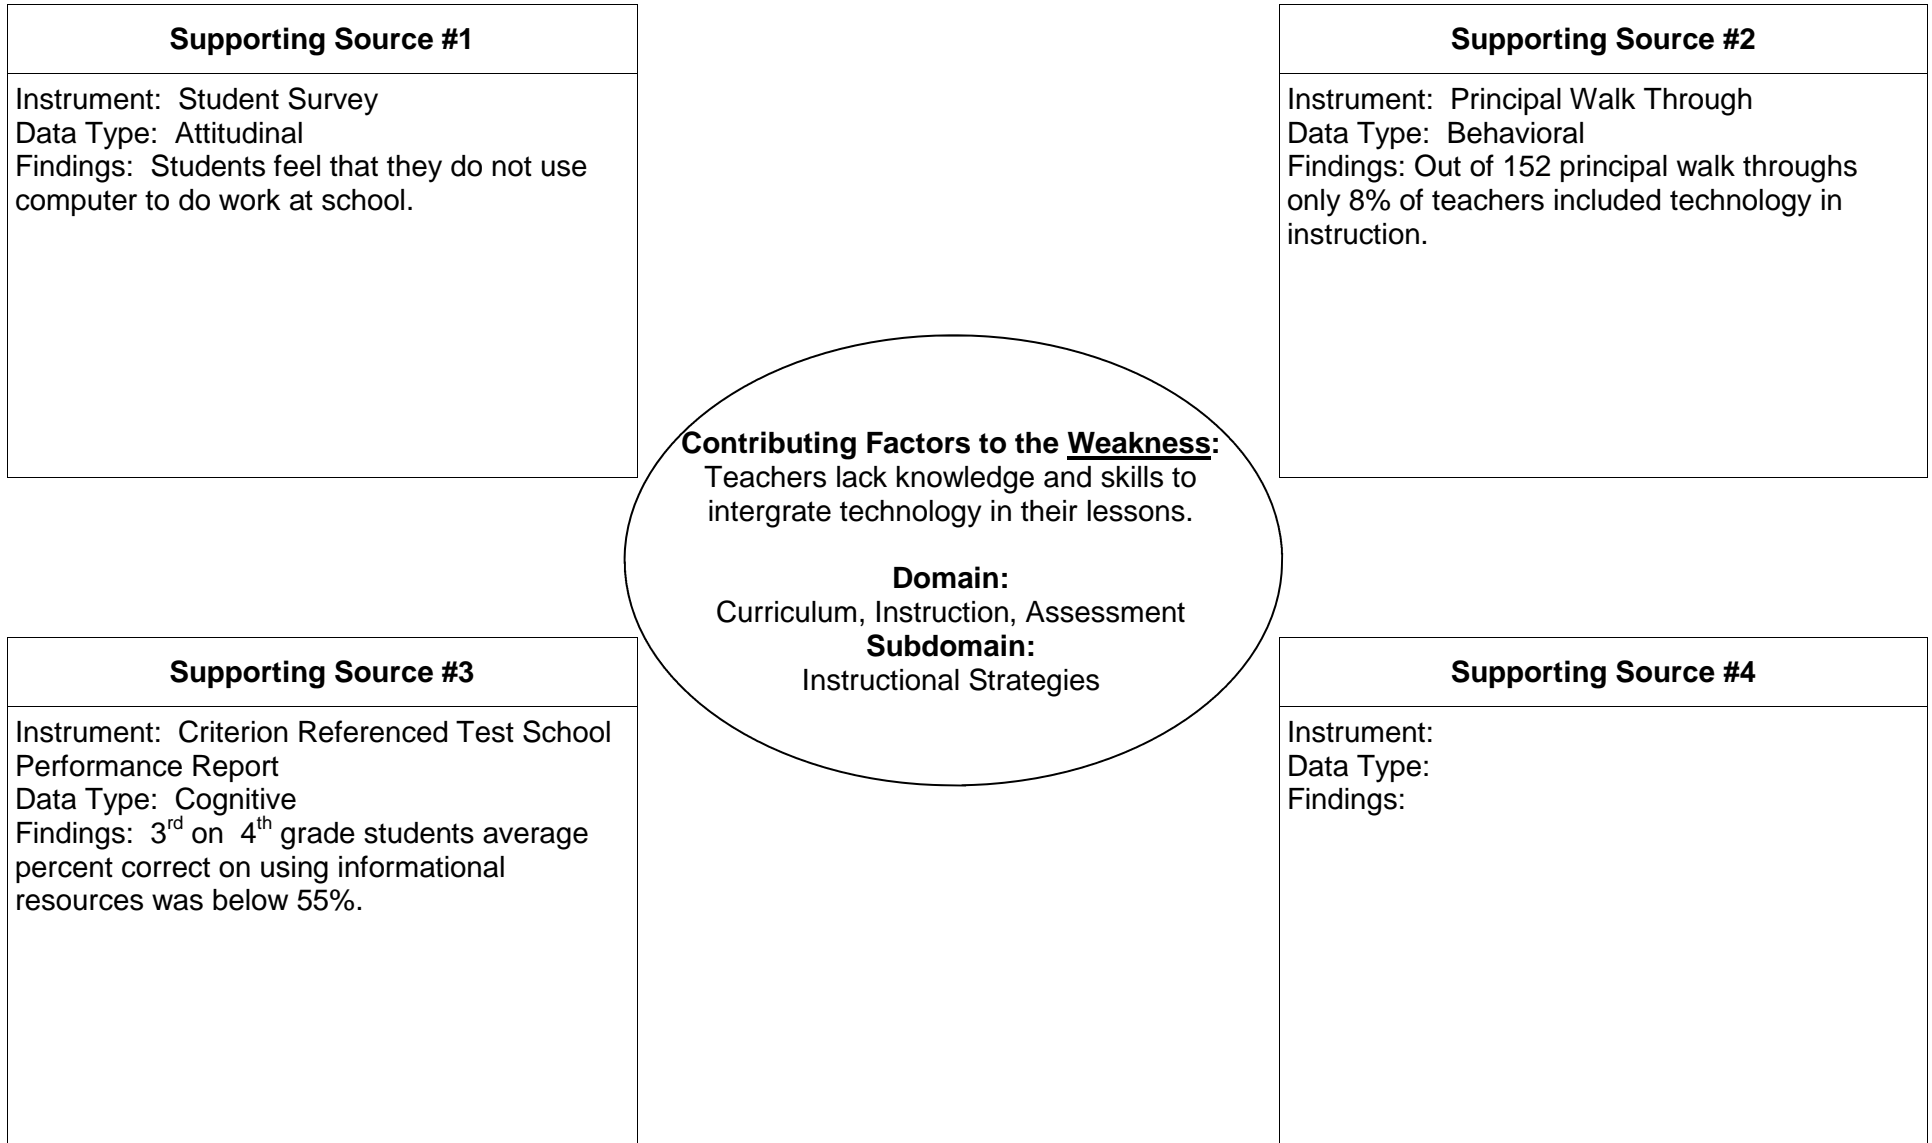 Supporting Source #1
Instrument:  Student Survey
Data Type:  Attitudinal
Findings:  Students feel that they do not use
computer to do work at school.
Supporting Source #2
Instrument:  Principal Walk Through
Data Type:  Behavioral
Findings: Out of 152 principal walk throughs
only 8% of teachers included technology in
instruction.
Contributing Factors to the Weakness:
Teachers lack knowledge and skills to
intergrate technology in their lessons.
Domain:
Curriculum, Instruction, Assessment
Subdomain:
Instructional Strategies
Supporting Source #3
Instrument:  Criterion Referenced Test School
Performance Report
Data Type:  Cognitive
Findings:  3rd on  4th grade students average
percent correct on using informational
resources was below 55%.
Supporting Source #4
Instrument:
Data Type:
Findings: